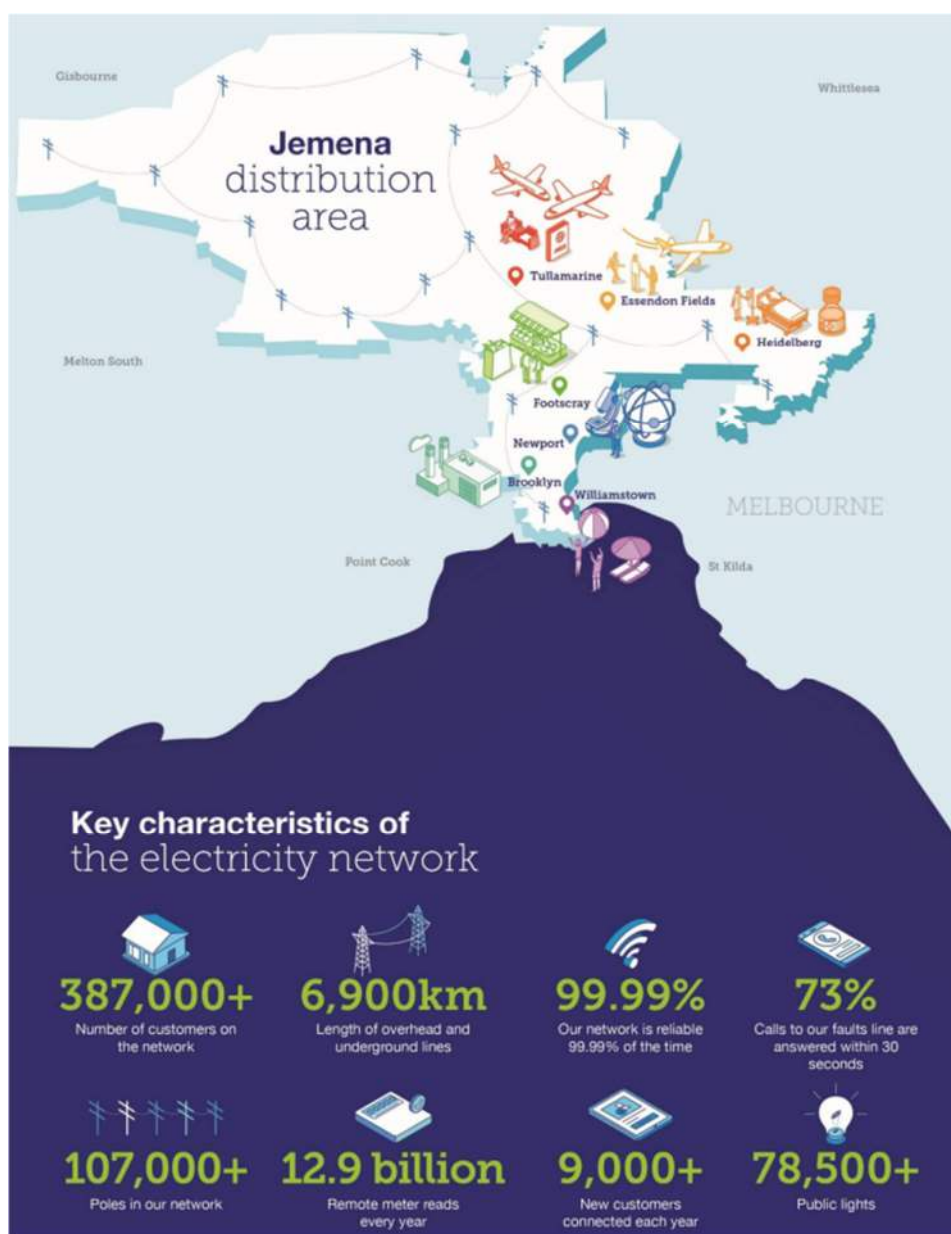 Gisbourne
Whittlesea
Jemena
distribution
area
Tullamarine
Essendon Fields
Heidelberg
Melton South
Footscray
Newport
Brooklyn
Williamstown
MELBOURNE
Point Cook
St Kilda
Key characteristics of
the electricity network
387,000+
Number of customers on
the network
6,900km
Length of overhead and
underground lines
99.99%
Our network is reliable
99.99% of the time
73%
Calls to our faults line are
answered within 30
seconds
107,000+
Poles in our network
12.9 billion
Remote meter reads
every year
9,000+
New customers
connected each year
78,500+
Public lights